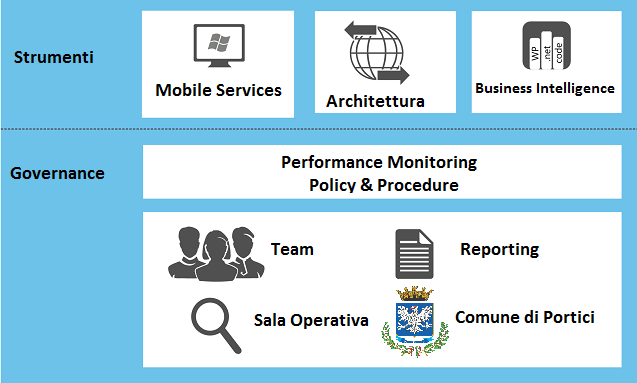 Strumenti
Mobile Services
Architettura
WP
.net
code
Business Intelligence
Governance
Performance Monitoring
Policy & Procedure
Team
Reporting
Sala Operativa
Comune di Portici